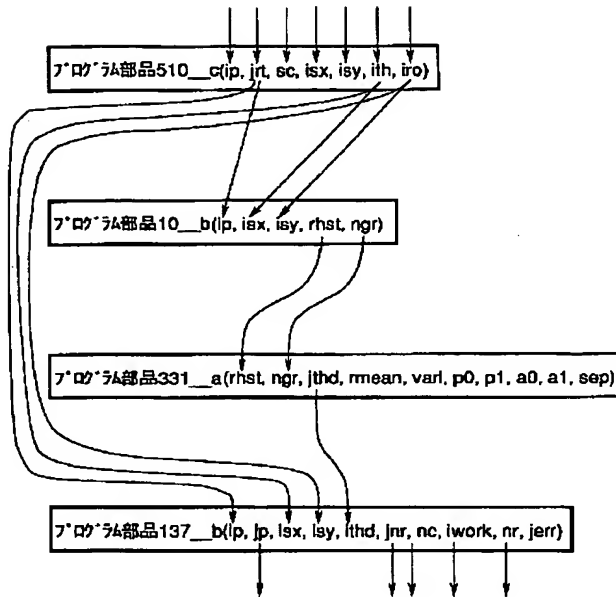 プログラム部品510__c(ip, jrt, sc, isx, isy, ith, iro)
プログラム部品10__b(ip, isx, isy, rhst, ngr)
プログラム部品331__a(rhst, ngr, jthd, rmean, varl, p0, p1, a0, a1, sep)
プログラム部品137__b(ip, jp, isx, isy, ithd, jnr, nc, iwork, nr, jerr)